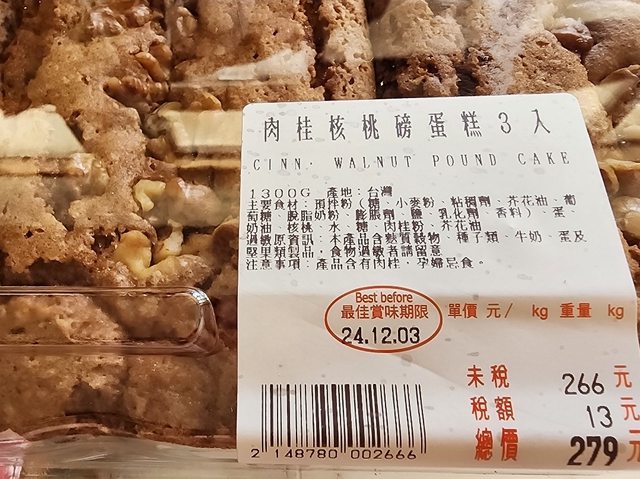 肉桂核桃磅蛋糕3入
CINN. WALNUT POUND CAKE
1300G 產地：台灣
主要食材：預拌粉（糖、小麥粉、粘稠劑、芥花油、葡
萄糖、脫脂奶粉、膨脹劑、鹽、乳化劑、香料）、蛋、
奶油、核桃、水、糖、肉桂粉、芥花油
過敏原資訊：本產品含麩質穀物、種子類、牛奶、蛋及
堅果類製品，食物過敏者請留意
注意事項：產品含有肉桂，孕婦忌食。
Best before
最佳賞味期限 單價 元/ kg 重量 kg
24.12.03
未稅 266 元
稅額 13 元
總價 279 元
2 148780 002666